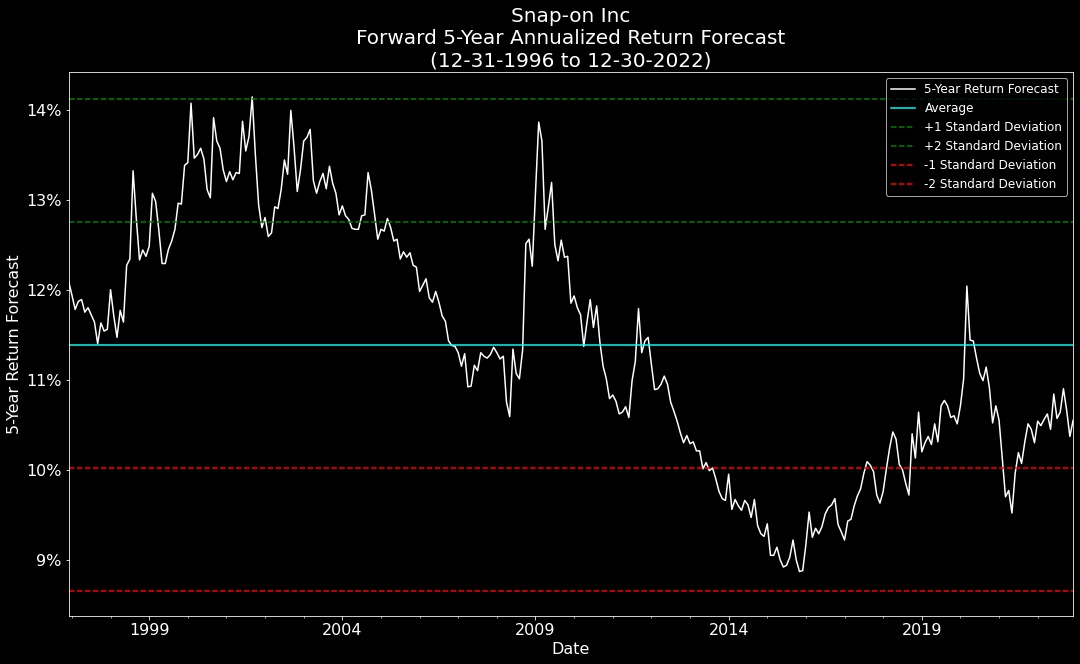 Snap-on Inc
Forward 5-Year Annualized Return Forecast
(12-31-1996 to 12-30-2022)
5-Year Return Forecast
Average
+1 Standard Deviation
+2 Standard Deviation
-1 Standard Deviation
-2 Standard Deviation
5-Year Return Forecast
14%
13%
12%
11%
10%
9%
1999
2004
2009
2014
2019
Date